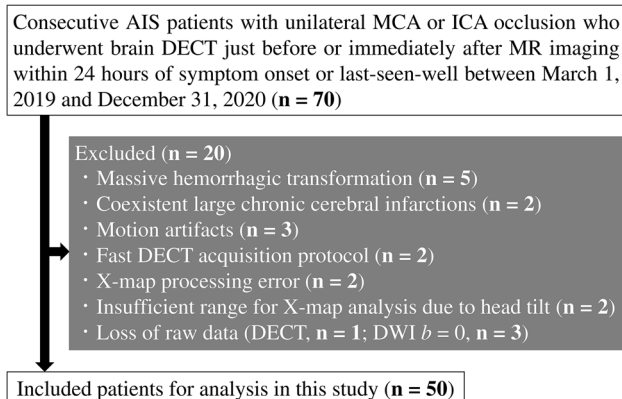 Consecutive AIS patients with unilateral MCA or ICA occlusion who
underwent brain DECT just before or immediately after MR imaging
within 24 hours of symptom onset or last-seen-well between March 1,
2019 and December 31, 2020 (n = 70)
Excluded (n = 20)
・Massive hemorrhagic transformation (n = 5)
・Coexistent large chronic cerebral infarctions (n = 2)
・Motion artifacts (n = 3)
・Fast DECT acquisition protocol (n = 2)
・X-map processing error (n = 2)
・Insufficient range for X-map analysis due to head tilt (n = 2)
・Loss of raw data (DECT, n = 1; DWI b = 0, n = 3)
Included patients for analysis in this study (n = 50)